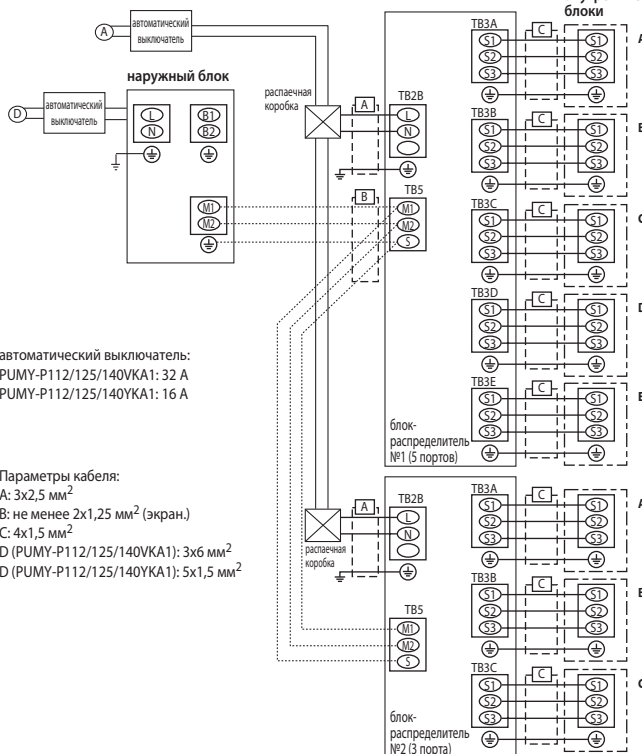 блоки
A
автоматический
выключатель
наружный блок
D
автоматический
выключатель
L
N
B1
B2
M1
M2
распаечная
коробка
A
TB2B
L
N
B
TB5
M1
M2
S
TB3A
C
S1
S2
S3
S1
S2
S3
TB3B
C
S1
S2
S3
S1
S2
S3
TB3C
C
S1
S2
S3
S1
S2
S3
TB3D
C
S1
S2
S3
S1
S2
S3
TB3E
C
S1
S2
S3
S1
S2
S3
блок-
распределитель
№1 (5 портов)
автоматический выключатель:
PUMY-P112/125/140VKA1: 32 А
PUMY-P112/125/140YKA1: 16 А
Параметры кабеля:
A: 3x2,5 мм²
B: не менее 2x1,25 мм² (экран.)
C: 4x1,5 мм²
D (PUMY-P112/125/140VKA1): 3x6 мм²
D (PUMY-P112/125/140YKA1): 5x1,5 мм²
распаечная
коробка
A
TB2B
L
N
TB5
M1
M2
S
TB3A
C
S1
S2
S3
S1
S2
S3
TB3B
C
S1
S2
S3
S1
S2
S3
TB3C
C
S1
S2
S3
S1
S2
S3
блок-
распределитель
№2 (3 порта)